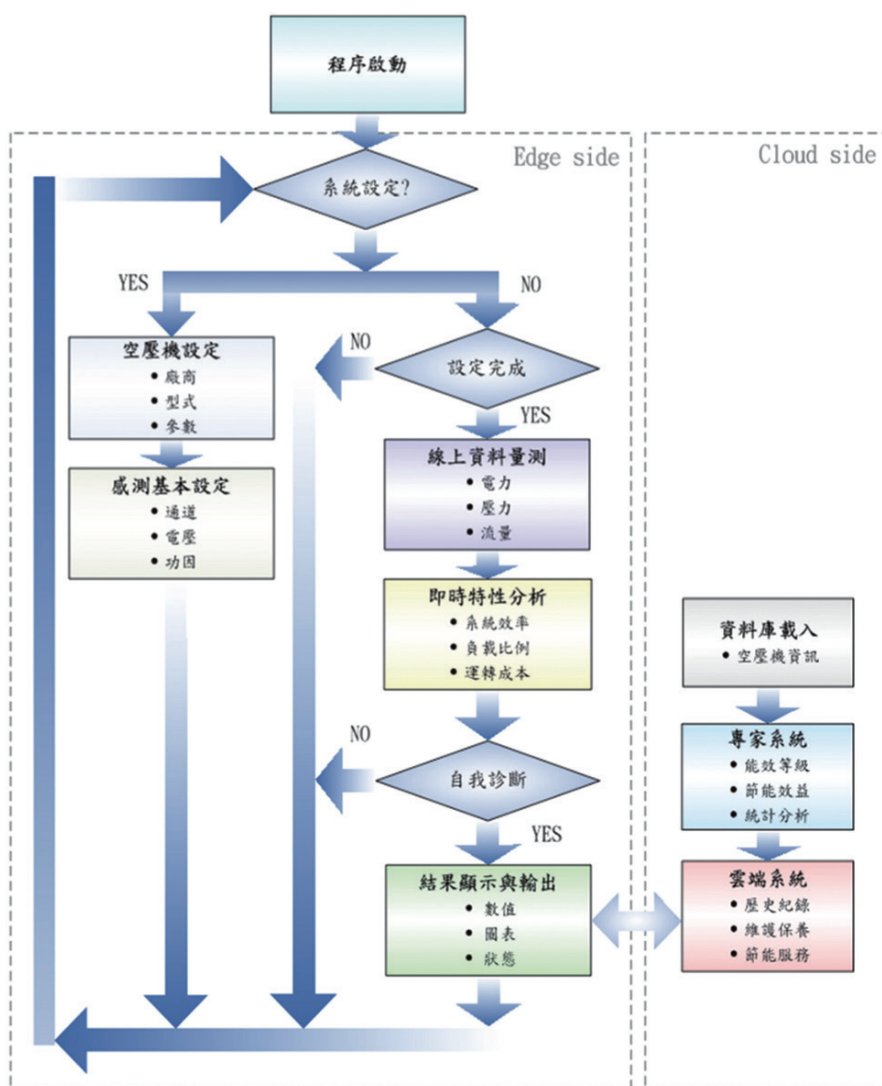 程序啟動
Edge side
Cloud side
系統設定?
YES
NO
空壓機設定
• 廠商
• 型式
• 參數
NO
設定完成
YES
感測基本設定
• 通道
• 電壓
• 功因
線上資料量測
• 電力
• 壓力
• 流量
即時特性分析
• 系統效率
• 負載比例
• 運轉成本
NO
自我診斷
YES
結果顯示與輸出
• 數值
• 圖表
• 狀態
資料庫載入
• 空壓機資訊
專家系統
• 能效等級
• 節能效益
• 統計分析
雲端系統
• 歷史紀錄
• 維護保養
• 節能服務